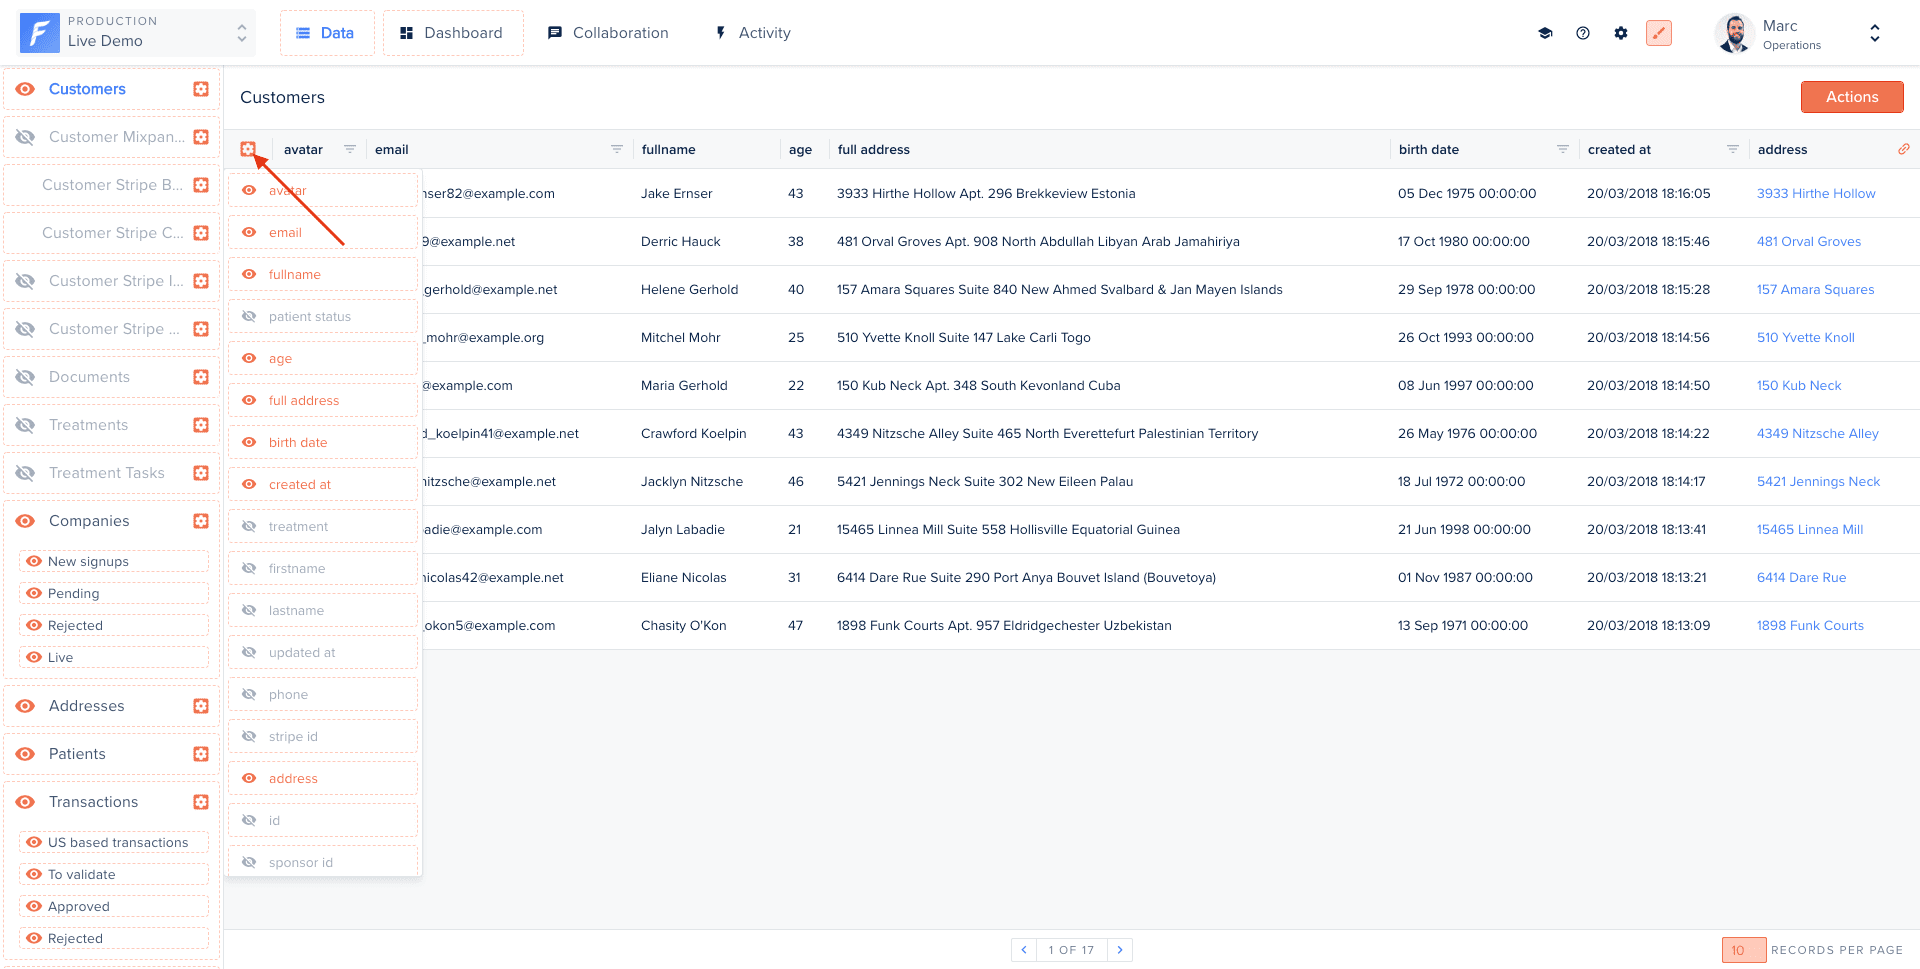 PRODUCTION
Live Demo
Data
Dashboard
Collaboration
Activity
Marc
Operations
Customers
Customer Mixpan...
Customer Stripe B...
Customer Stripe C...
Customer Stripe I...
Customer Stripe ...
Documents
Treatments
Treatment Tasks
Companies
New signups
Pending
Rejected
Live
Addresses
Patients
Transactions
US based transactions
To validate
Approved
Rejected
Customers
Actions
avatar email fullname age full address birth date created at address
avatar
email
fullname
patient status
age
full address
birth date
created at
treatment
firstname
lastname
updated at
phone
stripe id
address
id
sponsor id
nser82@example.com Jake Ernser 43 3933 Hirthe Hollow Apt. 296 Brekkeview Estonia 05 Dec 1975 00:00:00 20/03/2018 18:16:05 3933 Hirthe Hollow
9@example.net Derric Hauck 38 481 Orval Groves Apt. 908 North Abdullah Libyan Arab Jamahiriya 17 Oct 1980 00:00:00 20/03/2018 18:15:46 481 Orval Groves
_gerhold@example.net Helene Gerhold 40 157 Amara Squares Suite 840 New Ahmed Svalbard & Jan Mayen Islands 29 Sep 1978 00:00:00 20/03/2018 18:15:28 157 Amara Squares
_mohr@example.org Mitchel Mohr 25 510 Yvette Knoll Suite 147 Lake Carli Togo 26 Oct 1993 00:00:00 20/03/2018 18:14:56 510 Yvette Knoll
@example.com Maria Gerhold 22 150 Kub Neck Apt. 348 South Kevonland Cuba 08 Jun 1997 00:00:00 20/03/2018 18:14:50 150 Kub Neck
d_koelpin41@example.net Crawford Koelpin 43 4349 Nitzsche Alley Suite 465 North Everettefurt Palestinian Territory 26 May 1976 00:00:00 20/03/2018 18:14:22 4349 Nitzsche Alley
nitzsche@example.net Jacklyn Nitzsche 46 5421 Jennings Neck Suite 302 New Eileen Palau 18 Jul 1972 00:00:00 20/03/2018 18:14:17 5421 Jennings Neck
adie@example.com Jalyn Labadie 21 15465 Linnea Mill Suite 558 Hollisville Equatorial Guinea 21 Jun 1998 00:00:00 20/03/2018 18:13:41 15465 Linnea Mill
nicolas42@example.net Eliane Nicolas 31 6414 Dare Rue Suite 290 Port Anya Bouvet Island (Bouvetoya) 01 Nov 1987 00:00:00 20/03/2018 18:13:21 6414 Dare Rue
_okon5@example.com Chasity O'Kon 47 1898 Funk Courts Apt. 957 Eldridgechester Uzbekistan 13 Sep 1971 00:00:00 20/03/2018 18:13:09 1898 Funk Courts
1 OF 17
10 RECORDS PER PAGE